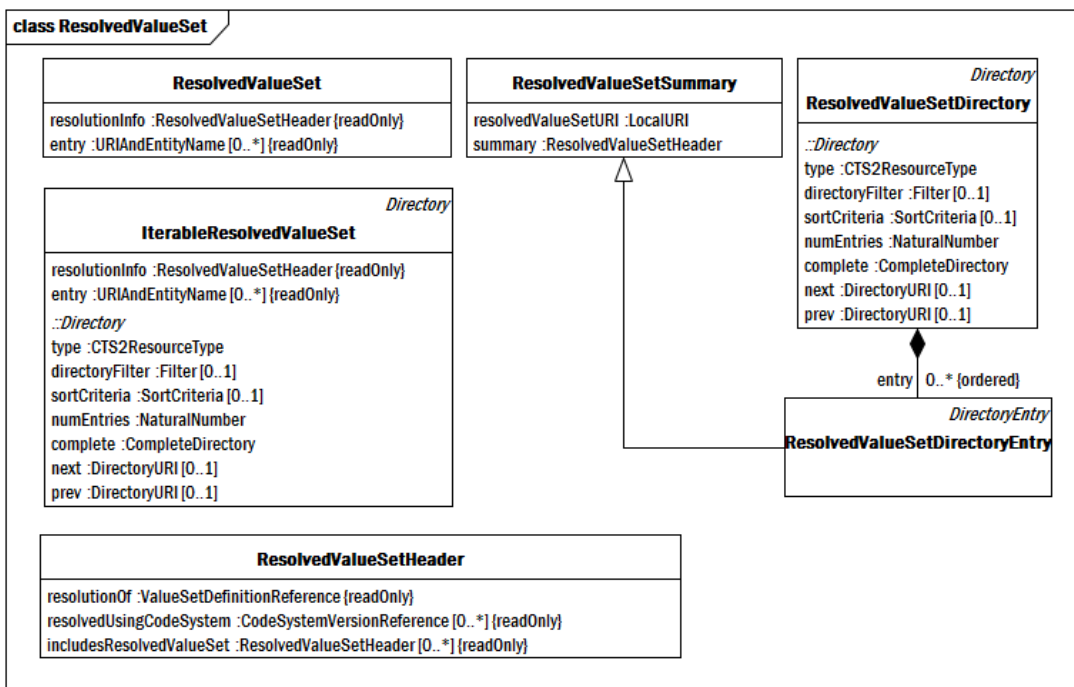 class ResolvedValueSet
ResolvedValueSet
resolutionInfo :ResolvedValueSetHeader {readOnly}
entry :URIAndEntityName [0..*] {readOnly}
ResolvedValueSetSummary
resolvedValueSetURI :LocalURI
summary :ResolvedValueSetHeader
Directory
ResolvedValueSetDirectory
::Directory
type :CTS2ResourceType
directoryFilter :Filter [0..1]
sortCriteria :SortCriteria [0..1]
numEntries :NaturalNumber
complete :CompleteDirectory
next :DirectoryURI [0..1]
prev :DirectoryURI [0..1]
Directory
IterableResolvedValueSet
resolutionInfo :ResolvedValueSetHeader {readOnly}
entry :URIAndEntityName [0..*] {readOnly}
::Directory
type :CTS2ResourceType
directoryFilter :Filter [0..1]
sortCriteria :SortCriteria [0..1]
numEntries :NaturalNumber
complete :CompleteDirectory
next :DirectoryURI [0..1]
prev :DirectoryURI [0..1]
entry 0..* {ordered}
DirectoryEntry
ResolvedValueSetDirectoryEntry
ResolvedValueSetHeader
resolutionOf :ValueSetDefinitionReference {readOnly}
resolvedUsingCodeSystem :CodeSystemVersionReference [0..*] {readOnly}
includesResolvedValueSet :ResolvedValueSetHeader [0..*] {readOnly}